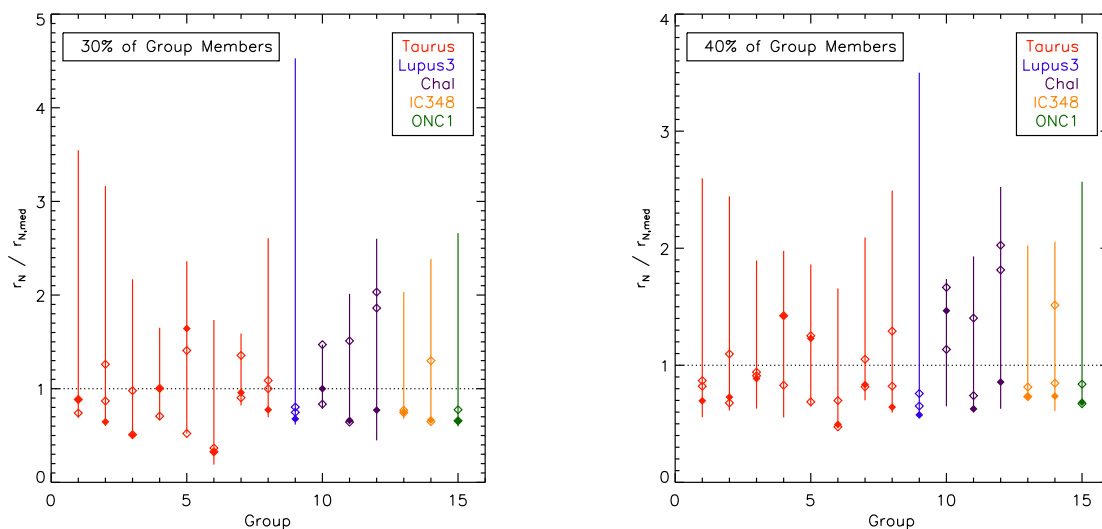 30% of Group Members
Taurus
Lupus3
ChaI
IC348
ONC1
r_N / r_N,med
5
4
3
2
1
0
0
5
10
15
Group
40% of Group Members
Taurus
Lupus3
ChaI
IC348
ONC1
r_N / r_N,med
4
3
2
1
0
0
5
10
15
Group